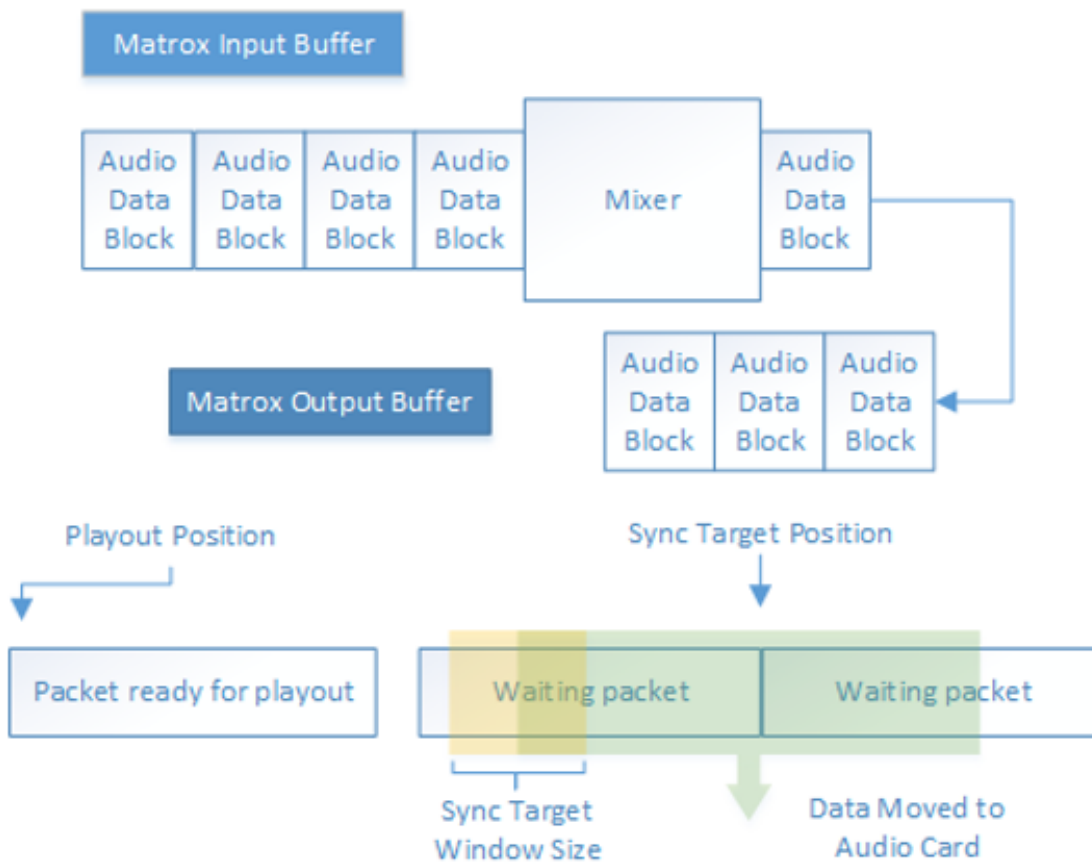 Matrox Input Buffer
Audio
Data
Block
Audio
Data
Block
Audio
Data
Block
Audio
Data
Block
Mixer
Audio
Data
Block
Matrox Output Buffer
Audio
Data
Block
Audio
Data
Block
Audio
Data
Block
Playout Position
Sync Target Position
Packet ready for playout
Waiting packet
Waiting packet
Sync Target
Window Size
Data Moved to
Audio Card